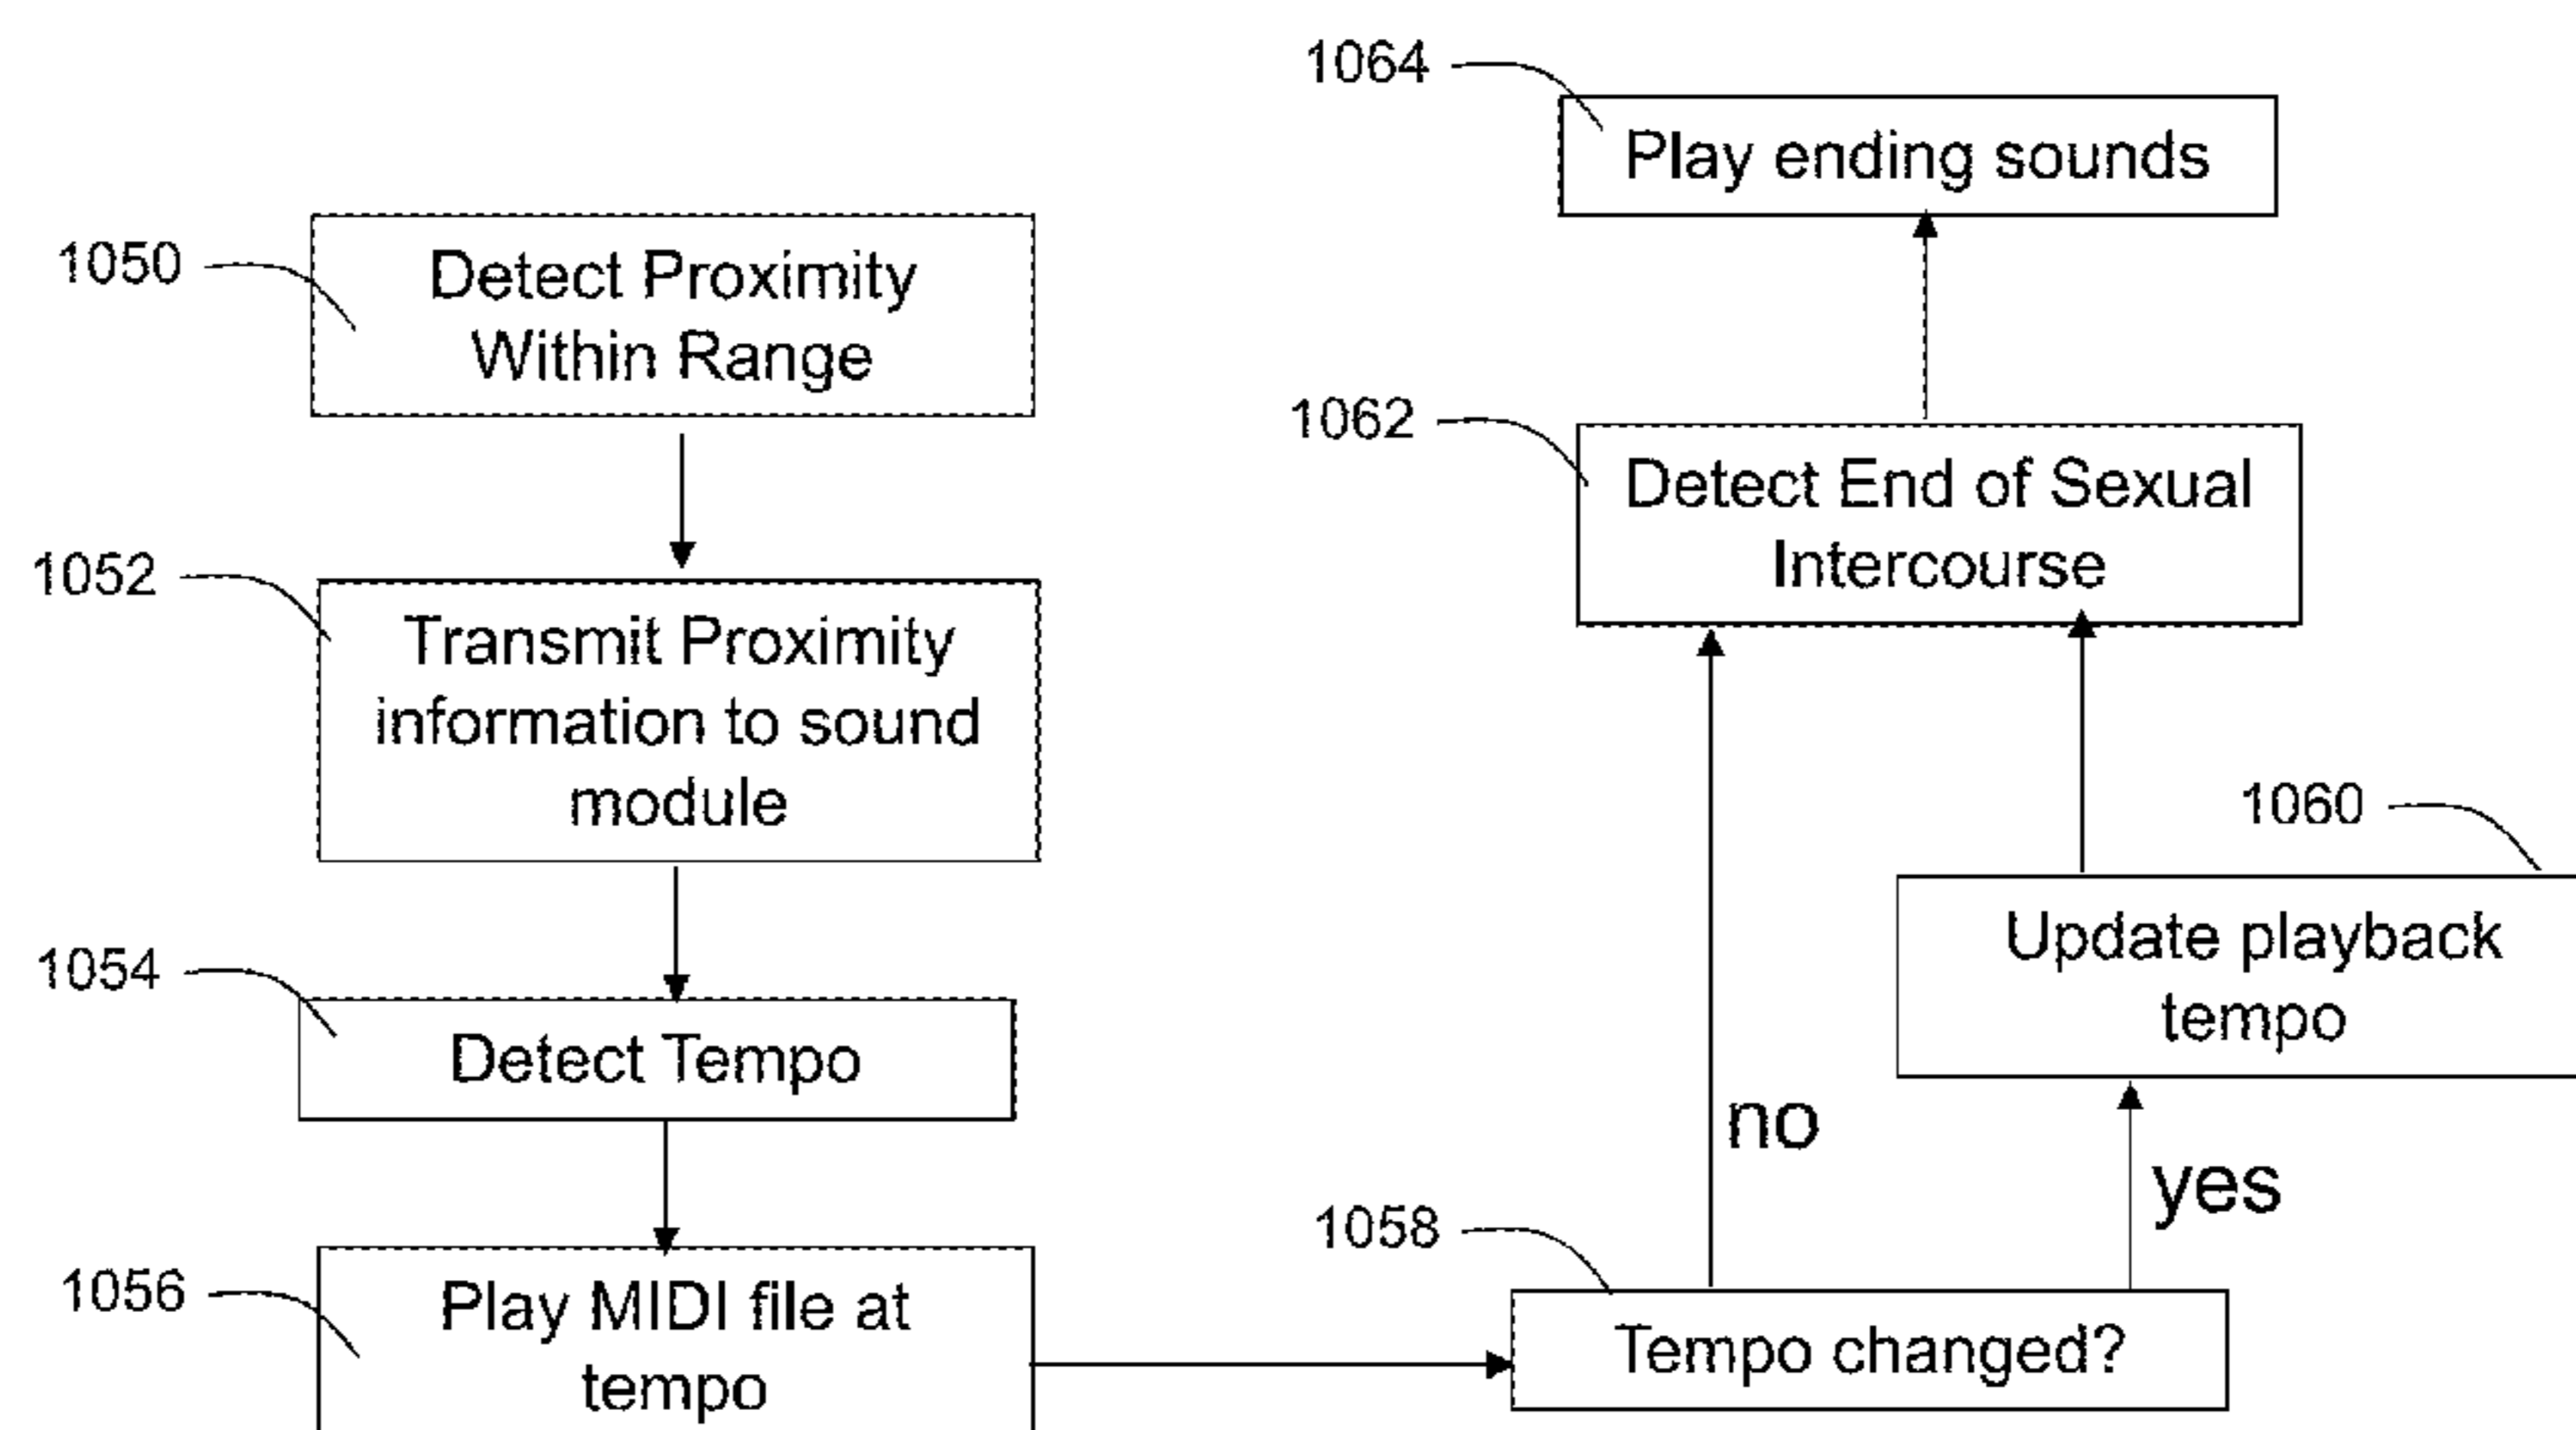 1050
Detect Proximity
Within Range
1052
Transmit Proximity
information to sound
module
1054
Detect Tempo
1056
Play MIDI file at
tempo
1058
Tempo changed?
no
yes
1060
Update playback
tempo
1062
Detect End of Sexual
Intercourse
1064
Play ending sounds